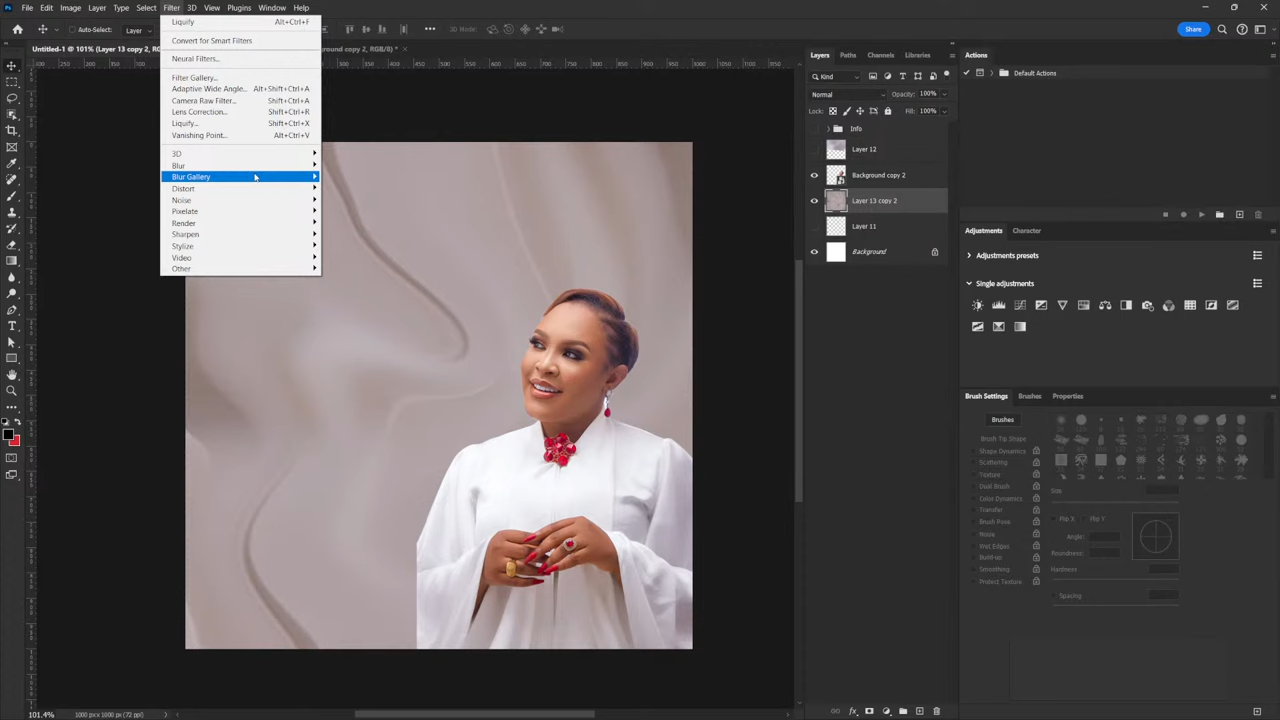 Ps File Edit Image Layer Type Select Filter 3D View Plugins Window Help
Auto-Select: Layer
3D Mode:
Share
Untitled-1 @ 101% (Layer 13 copy 2, R
ground copy 2, RGB/8) *
Liquify Alt+Ctrl+F
Convert for Smart Filters
Neural Filters...
Filter Gallery...
Adaptive Wide Angle... Alt+Shift+Ctrl+A
Camera Raw Filter... Shift+Ctrl+A
Lens Correction... Shift+Ctrl+R
Liquify... Shift+Ctrl+X
Vanishing Point... Alt+Ctrl+V
3D
Blur
Blur Gallery
Distort
Noise
Pixelate
Render
Sharpen
Stylize
Video
Other
Layers Paths Channels Libraries
Kind
Normal Opacity: 100%
Lock: Fill: 100%
Info
Layer 12
Background copy 2
Layer 13 copy 2
Layer 11
Background
Actions
Default Actions
Adjustments Character
Adjustments presets
Single adjustments
Brush Settings Brushes Properties
Brushes
Brush Tip Shape
Shape Dynamics
Scattering
Texture
Dual Brush
Color Dynamics
Transfer
Brush Pose
Noise
Wet Edges
Build-up
Smoothing
Protect Texture
Size
Flip X Flip Y
Angle:
Roundness:
Hardness
Spacing
101.4% 1000 px x 1000 px (72 ppi)